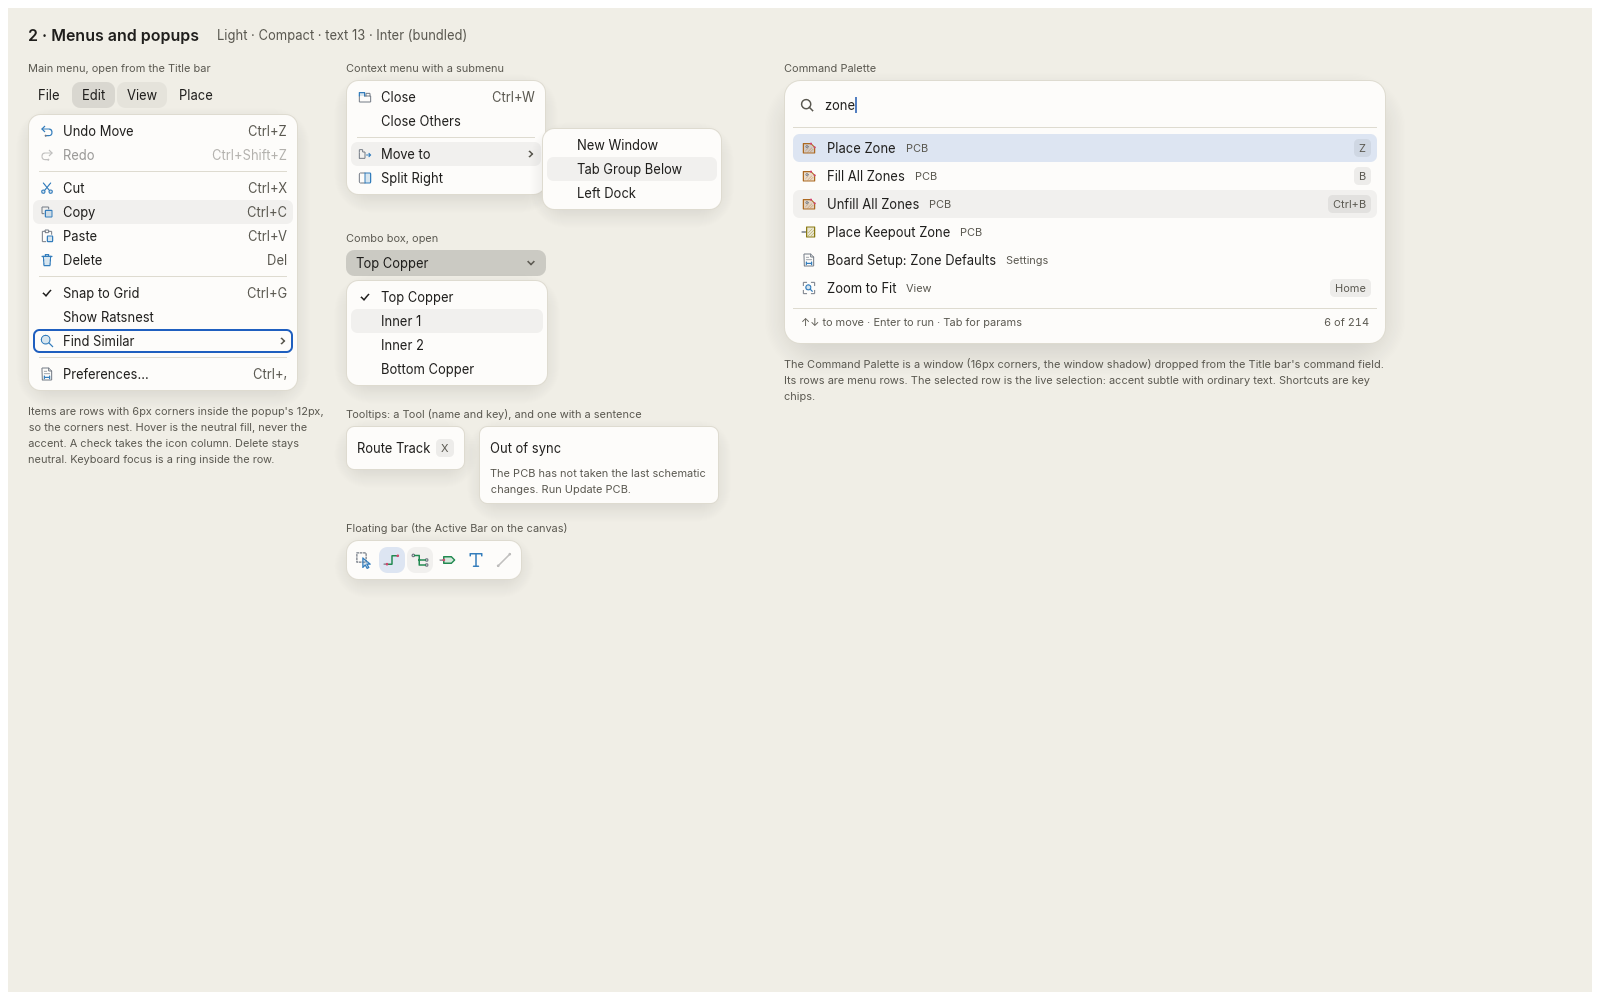 2 · Menus and popups
Light · Compact · text 13 · Inter (bundled)
Main menu, open from the Title bar
File Edit View Place
Undo Move Ctrl+Z
Redo Ctrl+Shift+Z
Cut Ctrl+X
Copy Ctrl+C
Paste Ctrl+V
Delete Del
Snap to Grid Ctrl+G
Show Ratsnest
Find Similar
Preferences... Ctrl+,
Items are rows with 6px corners inside the popup's 12px,
so the corners nest. Hover is the neutral fill, never the
accent. A check takes the icon column. Delete stays
neutral. Keyboard focus is a ring inside the row.
Context menu with a submenu
Close Ctrl+W
Close Others
Move to
Split Right
New Window
Tab Group Below
Left Dock
Combo box, open
Top Copper
Top Copper
Inner 1
Inner 2
Bottom Copper
Tooltips: a Tool (name and key), and one with a sentence
Route Track X
Out of sync
The PCB has not taken the last schematic
changes. Run Update PCB.
Floating bar (the Active Bar on the canvas)
Command Palette
zone
Place Zone PCB Z
Fill All Zones PCB B
Unfill All Zones PCB Ctrl+B
Place Keepout Zone PCB
Board Setup: Zone Defaults Settings
Zoom to Fit View Home
↑↓ to move · Enter to run · Tab for params 6 of 214
The Command Palette is a window (16px corners, the window shadow) dropped from the Title bar's command field.
Its rows are menu rows. The selected row is the live selection: accent subtle with ordinary text. Shortcuts are key
chips.